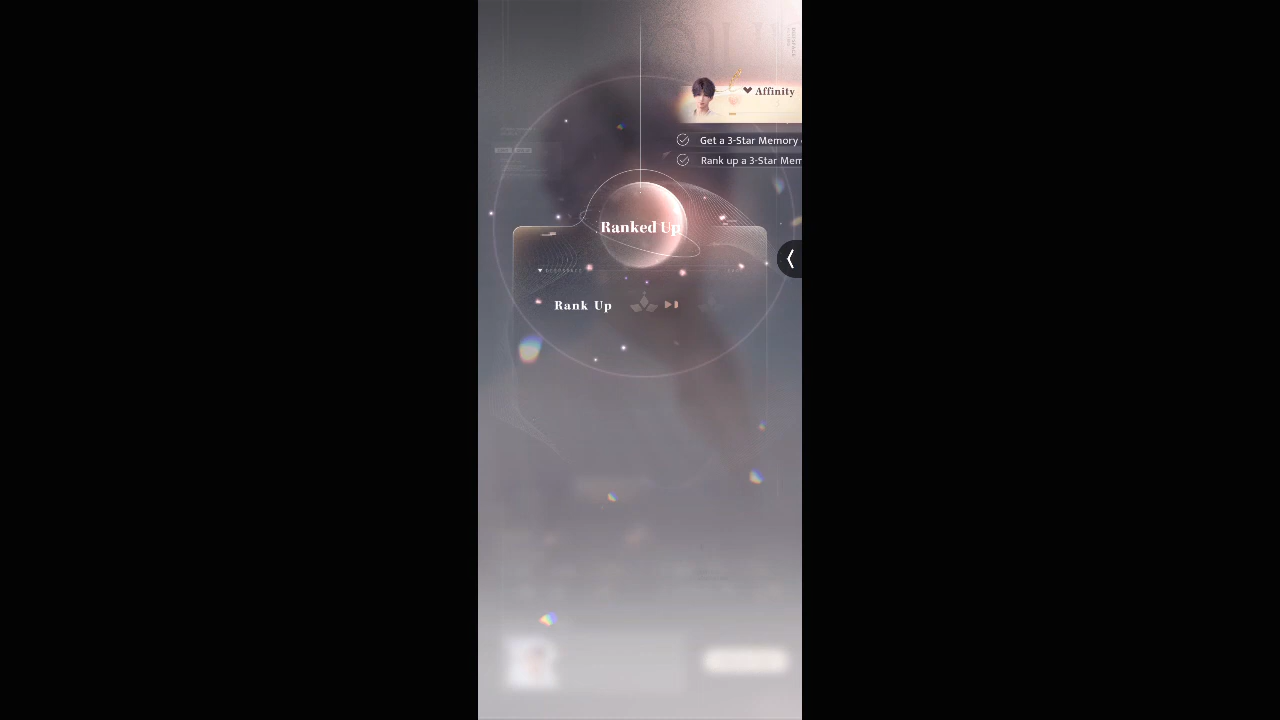 Affinity
Get a 3-Star Memory
Rank up a 3-Star Mem
Ranked Up
Rank Up